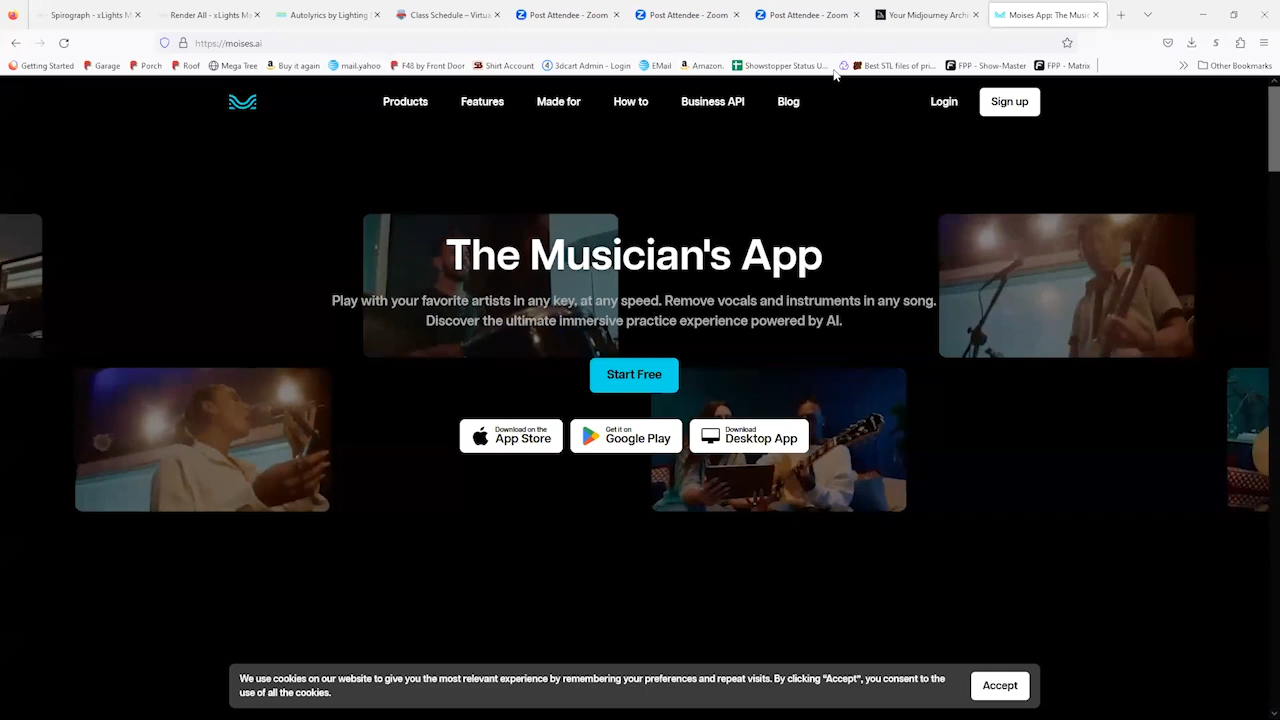 Spirograph - xLights M
Render All - xLights M
Autolyrics by Lighting
Class Schedule – Virtua
Post Attendee - Zoom
Post Attendee - Zoom
Post Attendee - Zoom
Your Midjourney Arch
Moises App: The Music
https://moises.ai
Getting Started
Garage
Porch
Roof
Mega Tree
Buy it again
mail.yahoo
F48 by Front Door
Shirt Account
3dcart Admin - Login
EMail
Amazon.
Showstopper Status U...
Best STL files of pri...
FPP - Show-Master
FPP - Matrix
Other Bookmarks
Products
Features
Made for
How to
Business API
Blog
Login
Sign up
The Musician's App
Play with your favorite artists in any key, at any speed. Remove vocals and instruments in any song.
Discover the ultimate immersive practice experience powered by AI.
Start Free
Download on the
App Store
Get it on
Google Play
Download
Desktop App
We use cookies on our website to give you the most relevant experience by remembering your preferences and repeat visits. By clicking “Accept”, you consent to the
use of all the cookies.
Accept